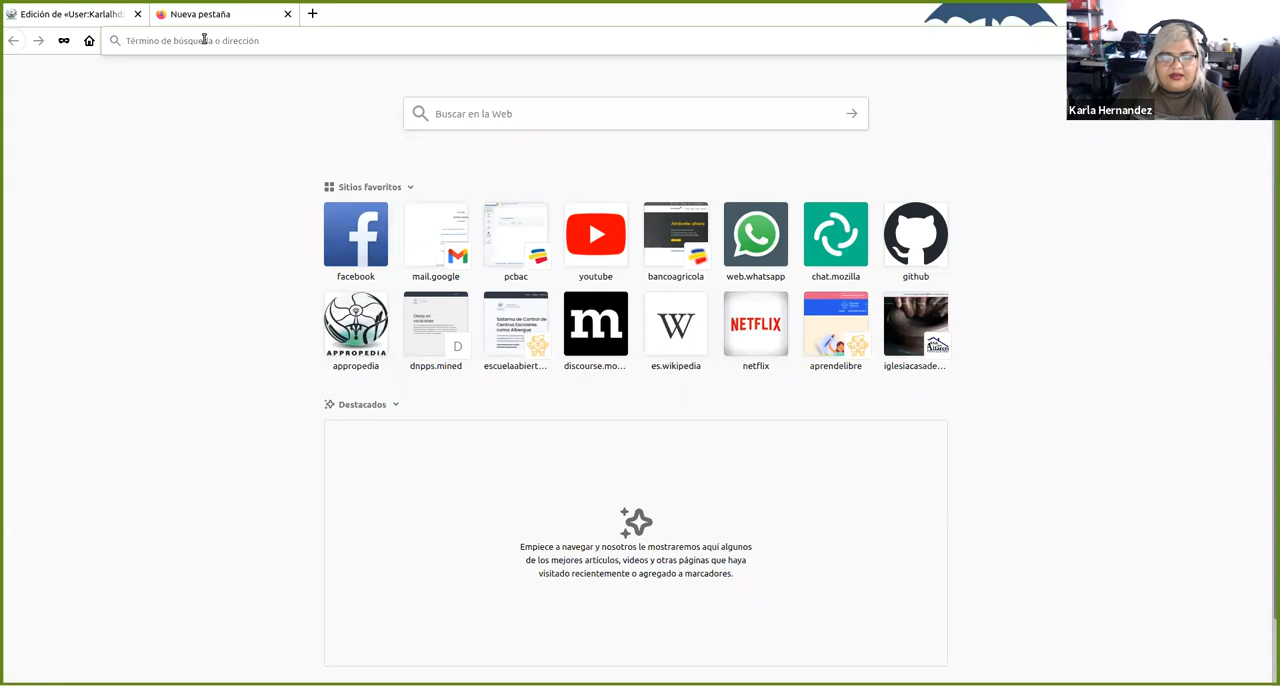 Edición de «User:Karlalhd
Nueva pestaña
Término de búsqueda o dirección
Karla Hernandez
Buscar en la Web
Sitios favoritos
facebook
mail.google
pcbac
youtube
bancoagricola
web.whatsapp
chat.mozilla
github
APPROPEDIA
D
m
W
NETFLIX
appropedia
dnpps.mined
escuelaabiert...
discourse.mo...
es.wikipedia
netflix
aprendelibre
iglesiacasade...
Destacados
Empiece a navegar y nosotros le mostraremos aquí algunos
de los mejores artículos, videos y otras páginas que haya
visitado recientemente o agregado a marcadores.